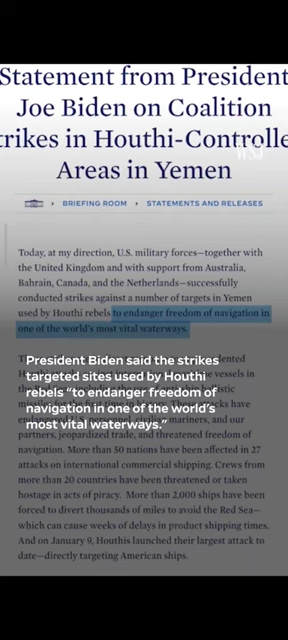 Statement from President
Joe Biden on Coalition
trikes in Houthi-Controlle
Areas in Yemen
WSJ
BRIEFING ROOM › STATEMENTS AND RELEASES
Today, at my direction, U.S. military forces—together with
the United Kingdom and with support from Australia,
Bahrain, Canada, and the Netherlands—successfully
conducted strikes against a number of targets in Yemen
used by Houthi rebels to endanger freedom of navigation in
one of the world's most vital waterways.
President Biden said the strikes
targeted sites used by Houthi
rebels "to endanger freedom of
navigation in one of the world's
most vital waterways."
partners, jeopardized trade, and threatened freedom of
navigation. More than 50 nations have been affected in 27
attacks on international commercial shipping. Crews from
more than 20 countries have been threatened or taken
hostage in acts of piracy. More than 2,000 ships have been
forced to divert thousands of miles to avoid the Red Sea—
which can cause weeks of delays in product shipping times.
And on January 9, Houthis launched their largest attack to
date—directly targeting American ships.